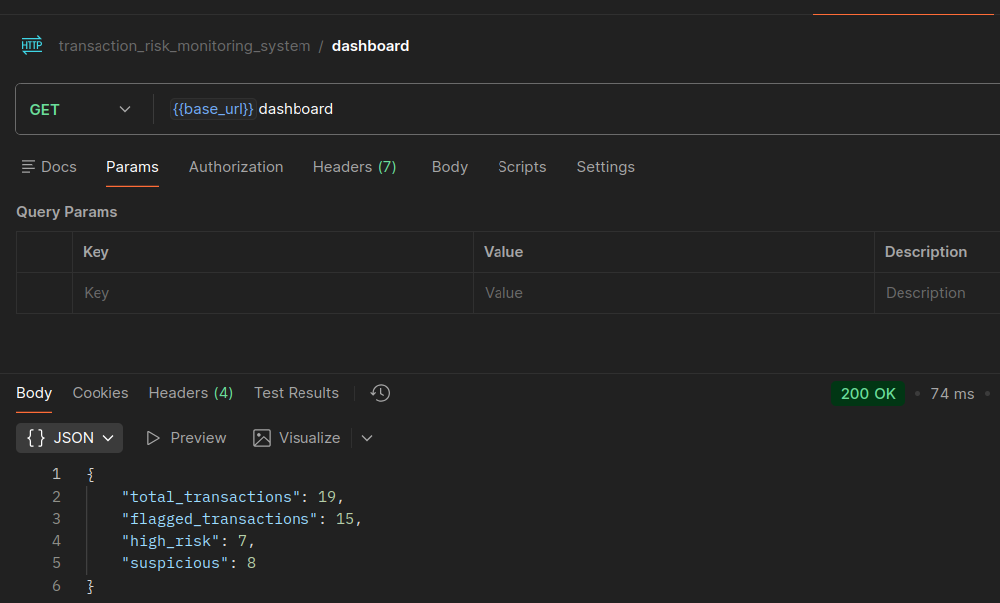 HTTP transaction_risk_monitoring_system / dashboard
GET {{base_url}} dashboard
Docs Params Authorization Headers (7) Body Scripts Settings
Query Params
Key Value Description
Key Value Description
Body Cookies Headers (4) Test Results 200 OK • 74 ms •
{} JSON Preview Visualize
1 {
2 "total_transactions": 19,
3 "flagged_transactions": 15,
4 "high_risk": 7,
5 "suspicious": 8
6 }